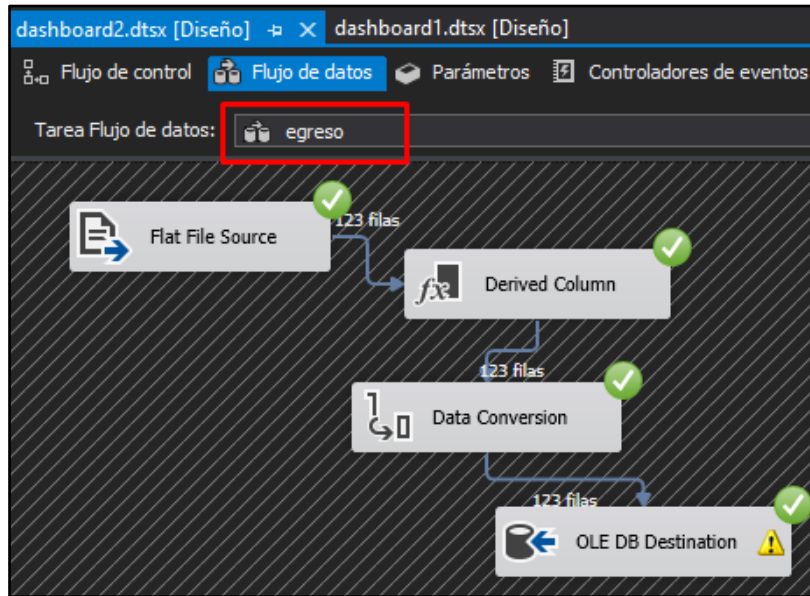 dashboard2.dtsx [Diseño] dashboard1.dtsx [Diseño]
Flujo de control Flujo de datos Parámetros Controladores de eventos
Tarea Flujo de datos: egreso
Flat File Source
123 filas
Derived Column
123 filas
Data Conversion
123 filas
OLE DB Destination